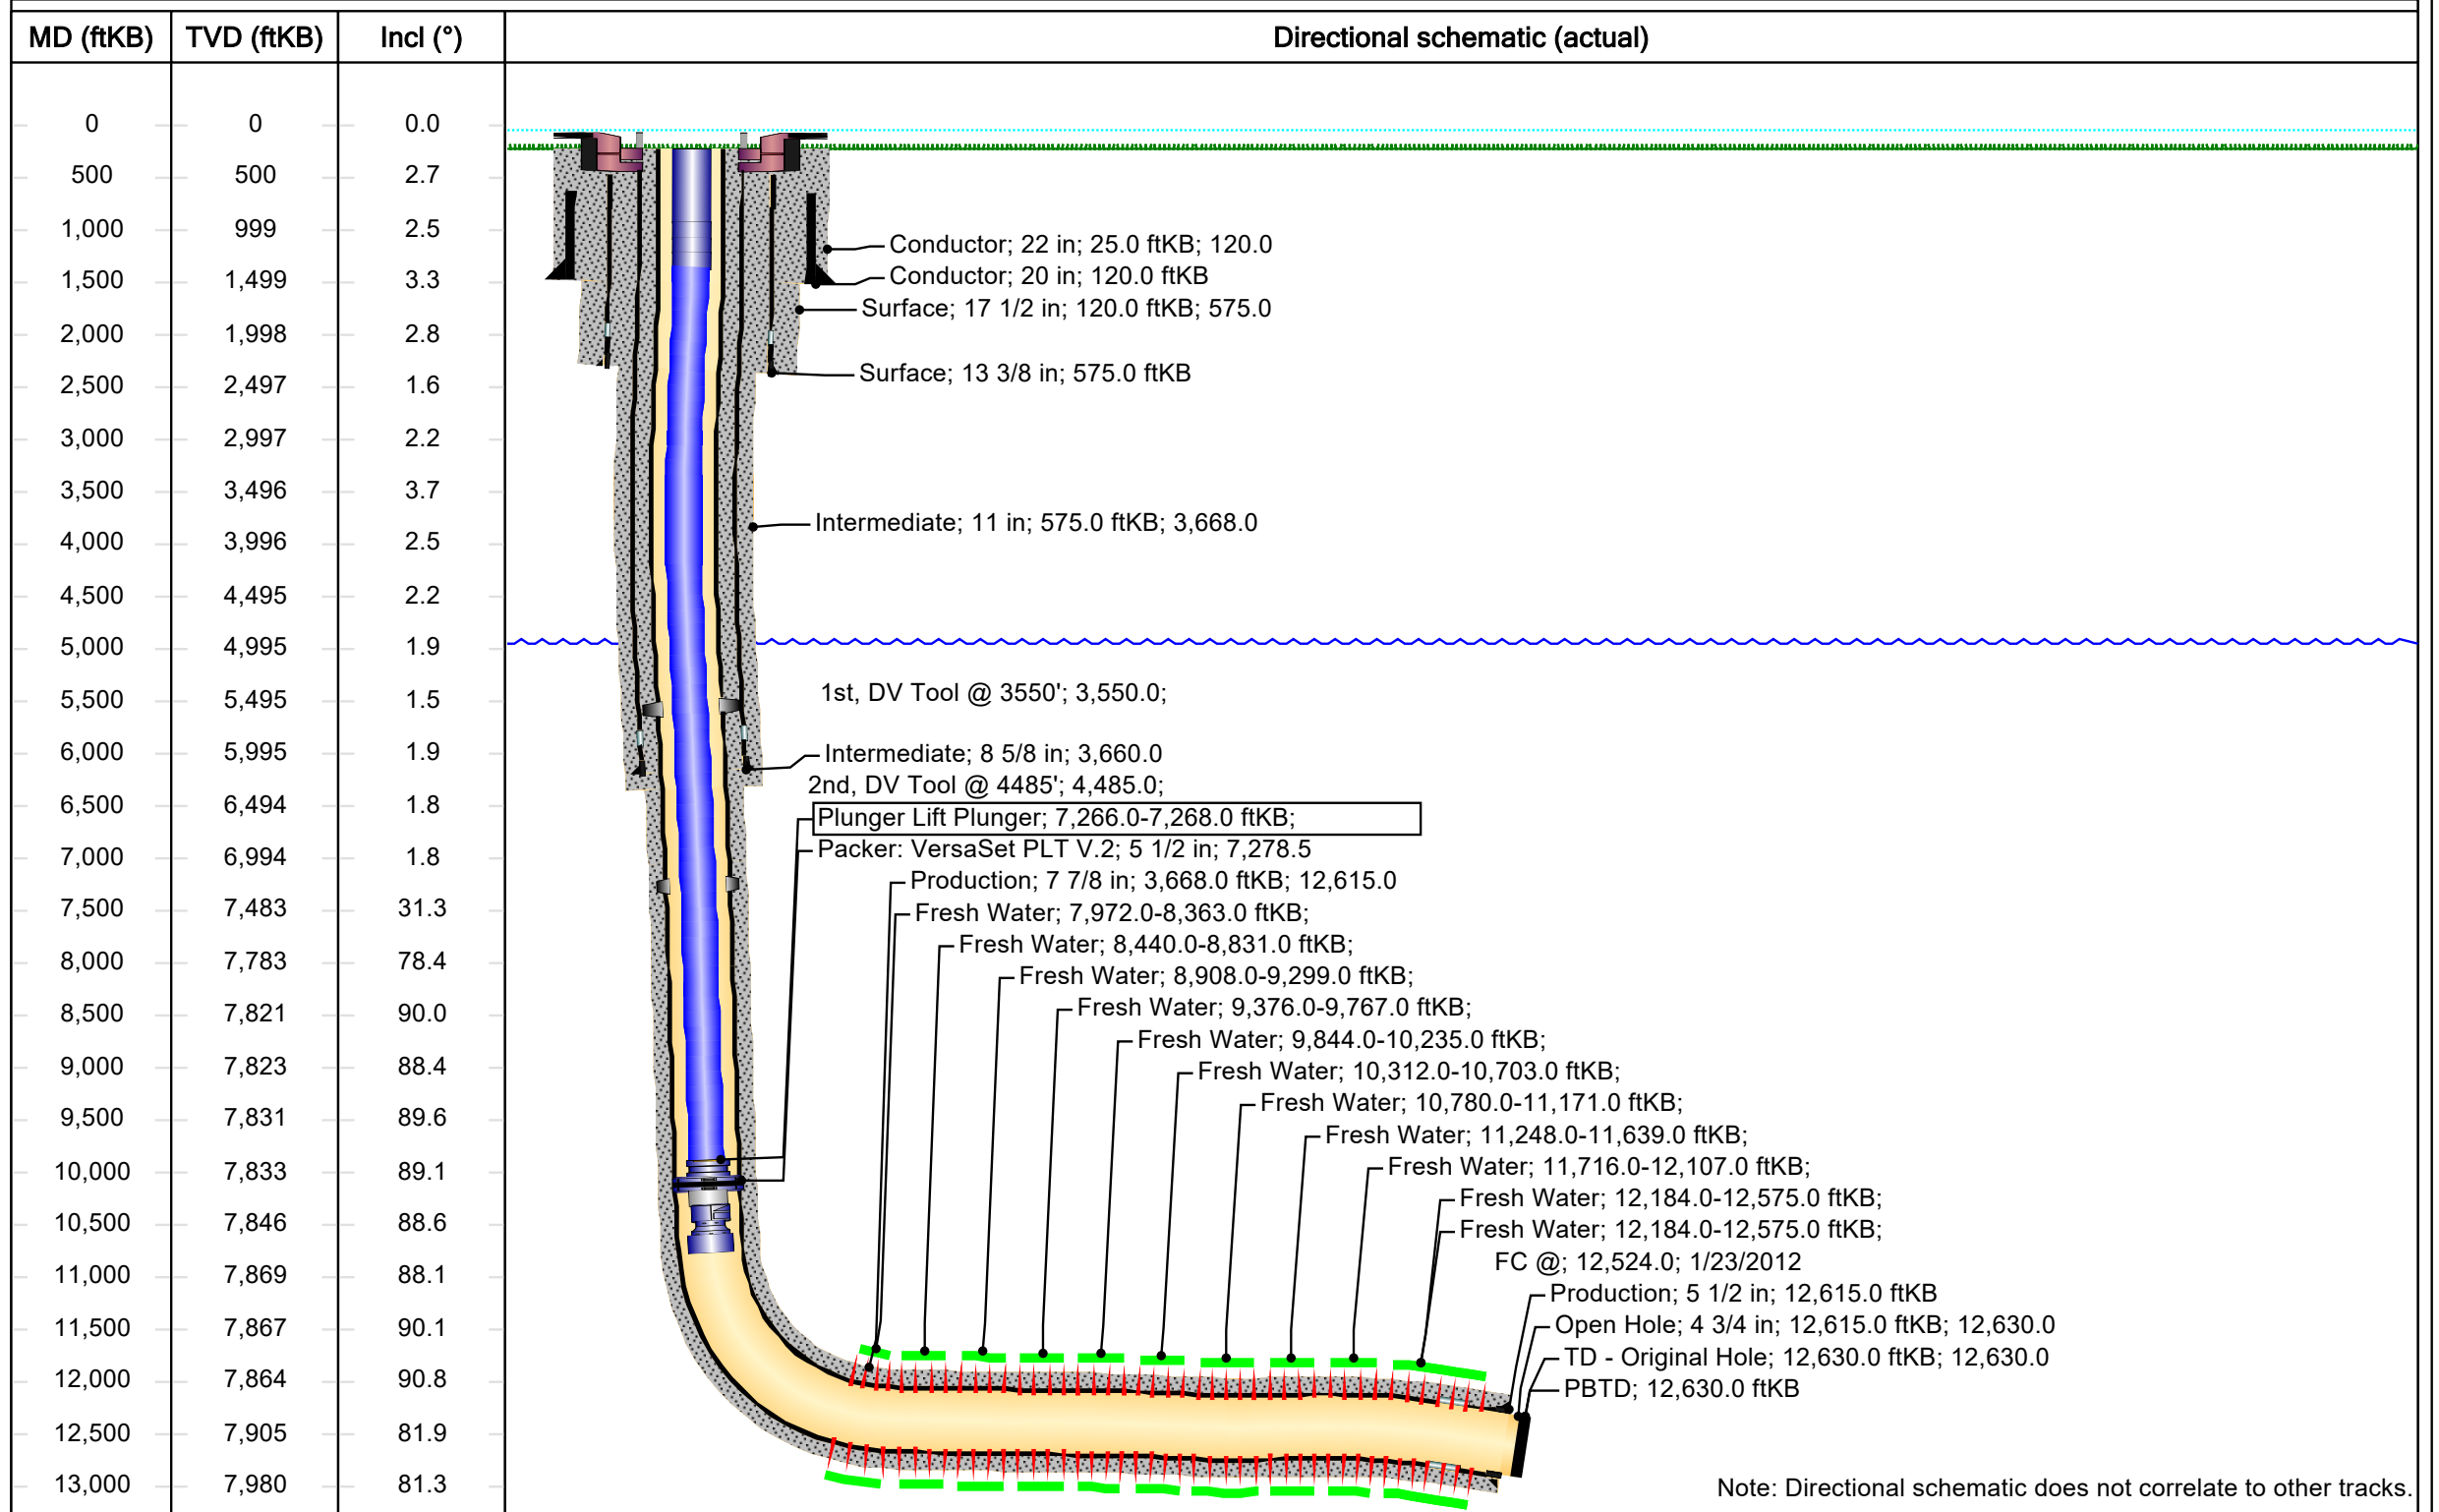 MD (ftKB) TVD (ftKB) Incl (°) Directional schematic (actual)
0 0 0.0
500 500 2.7
1,000 999 2.5
1,500 1,499 3.3
2,000 1,998 2.8
2,500 2,497 1.6
3,000 2,997 2.2
3,500 3,496 3.7
4,000 3,996 2.5
4,500 4,495 2.2
5,000 4,995 1.9
5,500 5,495 1.5
6,000 5,995 1.9
6,500 6,494 1.8
7,000 6,994 1.8
7,500 7,483 31.3
8,000 7,783 78.4
8,500 7,821 90.0
9,000 7,823 88.4
9,500 7,831 89.6
10,000 7,833 89.1
10,500 7,846 88.6
11,000 7,869 88.1
11,500 7,867 90.1
12,000 7,864 90.8
12,500 7,905 81.9
13,000 7,980 81.3
Conductor; 22 in; 25.0 ftKB; 120.0
Conductor; 20 in; 120.0 ftKB
Surface; 17 1/2 in; 120.0 ftKB; 575.0
Surface; 13 3/8 in; 575.0 ftKB
Intermediate; 11 in; 575.0 ftKB; 3,668.0
1st, DV Tool @ 3550'; 3,550.0;
Intermediate; 8 5/8 in; 3,660.0
2nd, DV Tool @ 4485'; 4,485.0;
Plunger Lift Plunger; 7,266.0-7,268.0 ftKB;
Packer: VersaSet PLT V.2; 5 1/2 in; 7,278.5
Production; 7 7/8 in; 3,668.0 ftKB; 12,615.0
Fresh Water; 7,972.0-8,363.0 ftKB;
Fresh Water; 8,440.0-8,831.0 ftKB;
Fresh Water; 8,908.0-9,299.0 ftKB;
Fresh Water; 9,376.0-9,767.0 ftKB;
Fresh Water; 9,844.0-10,235.0 ftKB;
Fresh Water; 10,312.0-10,703.0 ftKB;
Fresh Water; 10,780.0-11,171.0 ftKB;
Fresh Water; 11,248.0-11,639.0 ftKB;
Fresh Water; 11,716.0-12,107.0 ftKB;
Fresh Water; 12,184.0-12,575.0 ftKB;
Fresh Water; 12,184.0-12,575.0 ftKB;
FC @; 12,524.0; 1/23/2012
Production; 5 1/2 in; 12,615.0 ftKB
Open Hole; 4 3/4 in; 12,615.0 ftKB; 12,630.0
TD - Original Hole; 12,630.0 ftKB; 12,630.0
PBTD; 12,630.0 ftKB
Note: Directional schematic does not correlate to other tracks.